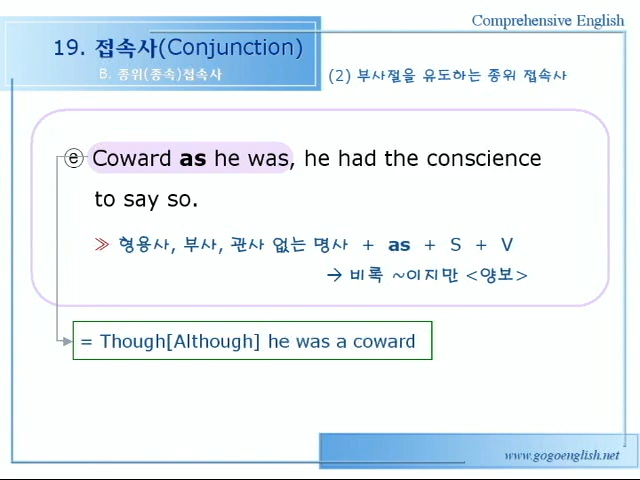 Comprehensive English
19. 접속사(Conjunction)
B. 종위(종속)접속사
(2) 부사절을 유도하는 종위 접속사
ⓔ Coward as he was, he had the conscience
to say so.
≫ 형용사, 부사, 관사 없는 명사 + as + S + V
→ 비록 ~이지만 <양보>
= Though[Although] he was a coward
www.gogoenglish.net